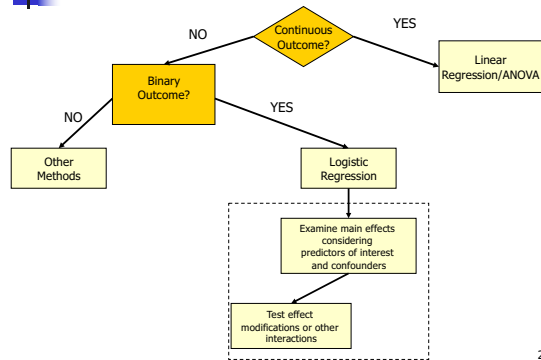 Continuous
Outcome?
NO
YES
Linear
Regression/ANOVA
Binary
Outcome?
NO
YES
Other
Methods
Logistic
Regression
Examine main effects
considering
predictors of interest
and confounders
Test effect
modifications or other
interactions
2